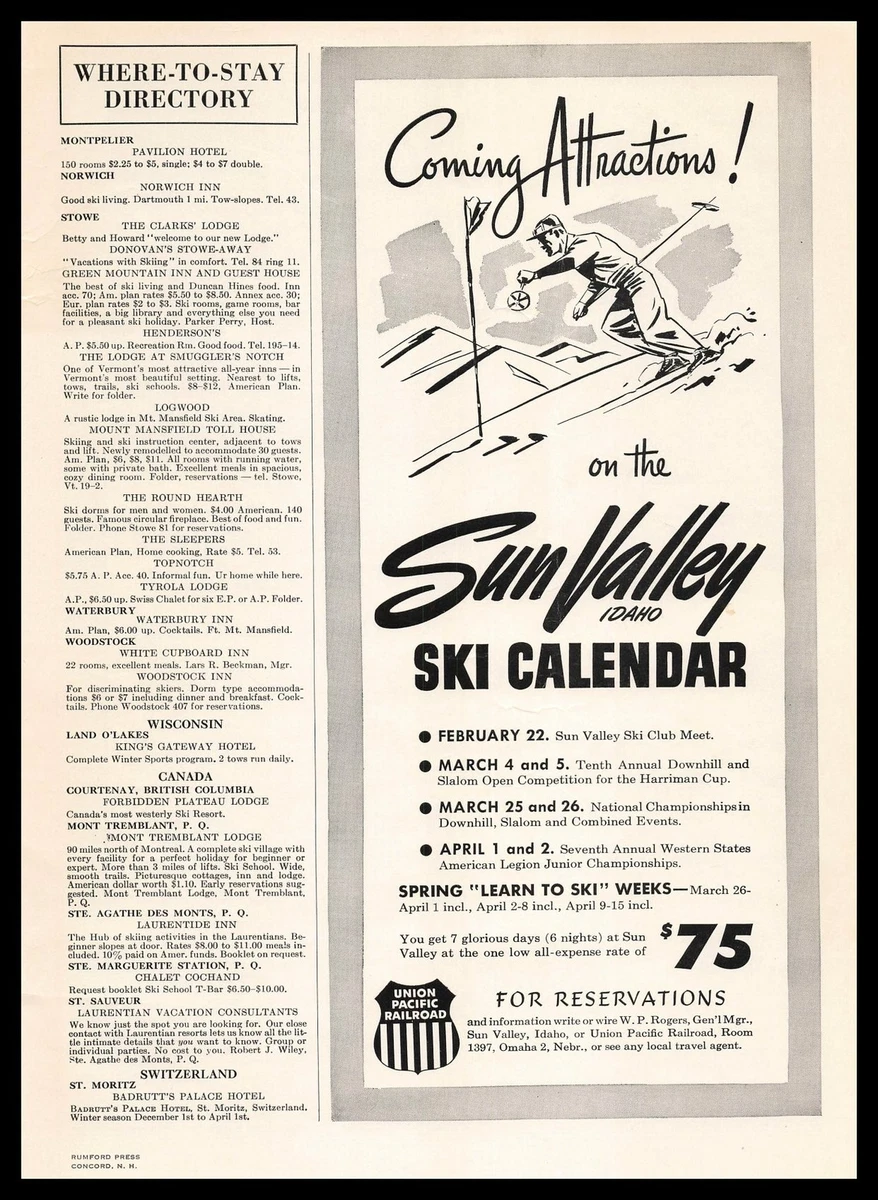 WHERE-TO-STAY
DIRECTORY
MONTPELIER
PAVILION HOTEL
150 rooms $2.25 to $5, single; $4 to $7 double.
NORWICH
NORWICH INN
Good ski living. Dartmouth 1 mi. Tow-slopes. Tel. 43.
STOWE
THE CLARKS' LODGE
Betty and Howard "welcome to our new Lodge."
DONOVAN'S STOWE-AWAY
"Vacations with Skiing" in comfort. Tel. 84 ring 11.
GREEN MOUNTAIN INN AND GUEST HOUSE
The best of ski living and Duncan Hines food. Inn
acc. 70; Am. plan rates $5.50 to $8.50. Annex acc. 30;
Eur. plan rates $2 to $3. Ski rooms, game rooms, bar
facilities, a big library and everything else you need
for a pleasant ski holiday. Parker Perry, Host.
HENDERSON'S
A. P. $5.50 up. Recreation Rm. Good food. Tel. 195-14.
THE LODGE AT SMUGGLER'S NOTCH
One of Vermont's most attractive all-year inns — in
Vermont's most beautiful setting. Nearest to lifts,
tows, trails, ski schools. $8-$12, American Plan.
Write for folder.
LOGWOOD
A rustic lodge in Mt. Mansfield Ski Area. Skating.
MOUNT MANSFIELD TOLL HOUSE
Skiing and ski instruction center, adjacent to tows
and lift. Newly remodelled to accommodate 30 guests.
Am. Plan, $6, $8, $11. All rooms with running water,
some with private bath. Excellent meals in spacious,
cozy dining room. Folder, reservations — tel. Stowe,
Vt. 19-2.
THE ROUND HEARTH
Ski dorms for men and women. $4.00 American. 140
guests. Famous circular fireplace. Best of food and fun.
Folder. Phone Stowe 81 for reservations.
THE SLEEPERS
American Plan, Home cooking, Rate $5. Tel. 53.
TOPNOTCH
$5.75 A. P. Acc. 40. Informal fun. Ur home while here.
TYROLA LODGE
A.P., $6.50 up. Swiss Chalet for six E.P. or A.P. Folder.
WATERBURY
WATERBURY INN
Am. Plan, $6.00 up. Cocktails. Ft. Mt. Mansfield.
WOODSTOCK
WHITE CUPBOARD INN
22 rooms, excellent meals. Lars R. Beckman, Mgr.
WOODSTOCK INN
For discriminating skiers. Dorm type accommoda-
tions $6 or $7 including dinner and breakfast. Cock-
tails. Phone Woodstock 407 for reservations.
WISCONSIN
LAND O'LAKES
KING'S GATEWAY HOTEL
Complete Winter Sports program. 2 tows run daily.
CANADA
COURTENAY, BRITISH COLUMBIA
FORBIDDEN PLATEAU LODGE
Canada's most westerly Ski Resort.
MONT TREMBLANT, P. Q.
MONT TREMBLANT LODGE
90 miles north of Montreal. A complete ski village with
every facility for a perfect holiday for beginner or
expert. More than 3 miles of lifts. Ski School. Wide,
smooth trails. Picturesque cottages, inn and lodge.
American dollar worth $1.10. Early reservations sug-
gested. Mont Tremblant Lodge, Mont Tremblant,
P. Q.
STE. AGATHE DES MONTS, P. Q.
LAURENTIDE INN
The Hub of skiing activities in the Laurentians. Be-
ginner slopes at door. Rates $8.00 to $11.00 meals in-
cluded. 10% paid on Amer. funds. Booklet on request.
STE. MARGUERITE STATION, P. Q.
CHALET COCHAND
Request booklet Ski School T-Bar $6.50-$10.00.
ST. SAUVEUR
LAURENTIAN VACATION CONSULTANTS
We know just the spot you are looking for. Our close
contact with Laurentian resorts lets us know all the lit-
tle intimate details that you want to know. Group or
individual parties. No cost to you. Robert J. Wiley,
Ste. Agathe des Monts, P. Q.
SWITZERLAND
ST. MORITZ
BADRUTT'S PALACE HOTEL
BADRUTT'S PALACE HOTEL, St. Moritz, Switzerland.
Winter season December 1st to April 1st.
RUMFORD PRESS
CONCORD, N. H.
Coming Attractions!
on the
Sun Valley
IDAHO
SKI CALENDAR
● FEBRUARY 22. Sun Valley Ski Club Meet.
● MARCH 4 and 5. Tenth Annual Downhill and
Slalom Open Competition for the Harriman Cup.
● MARCH 25 and 26. National Championships in
Downhill, Slalom and Combined Events.
● APRIL 1 and 2. Seventh Annual Western States
American Legion Junior Championships.
SPRING "LEARN TO SKI" WEEKS—March 26-
April 1 incl., April 2-8 incl., April 9-15 incl.
You get 7 glorious days (6 nights) at Sun
Valley at the one low all-expense rate of
$75
UNION
PACIFIC
RAILROAD
FOR RESERVATIONS
and information write or wire W. P. Rogers, Gen'l Mgr.,
Sun Valley, Idaho, or Union Pacific Railroad, Room
1397, Omaha 2, Nebr., or see any local travel agent.